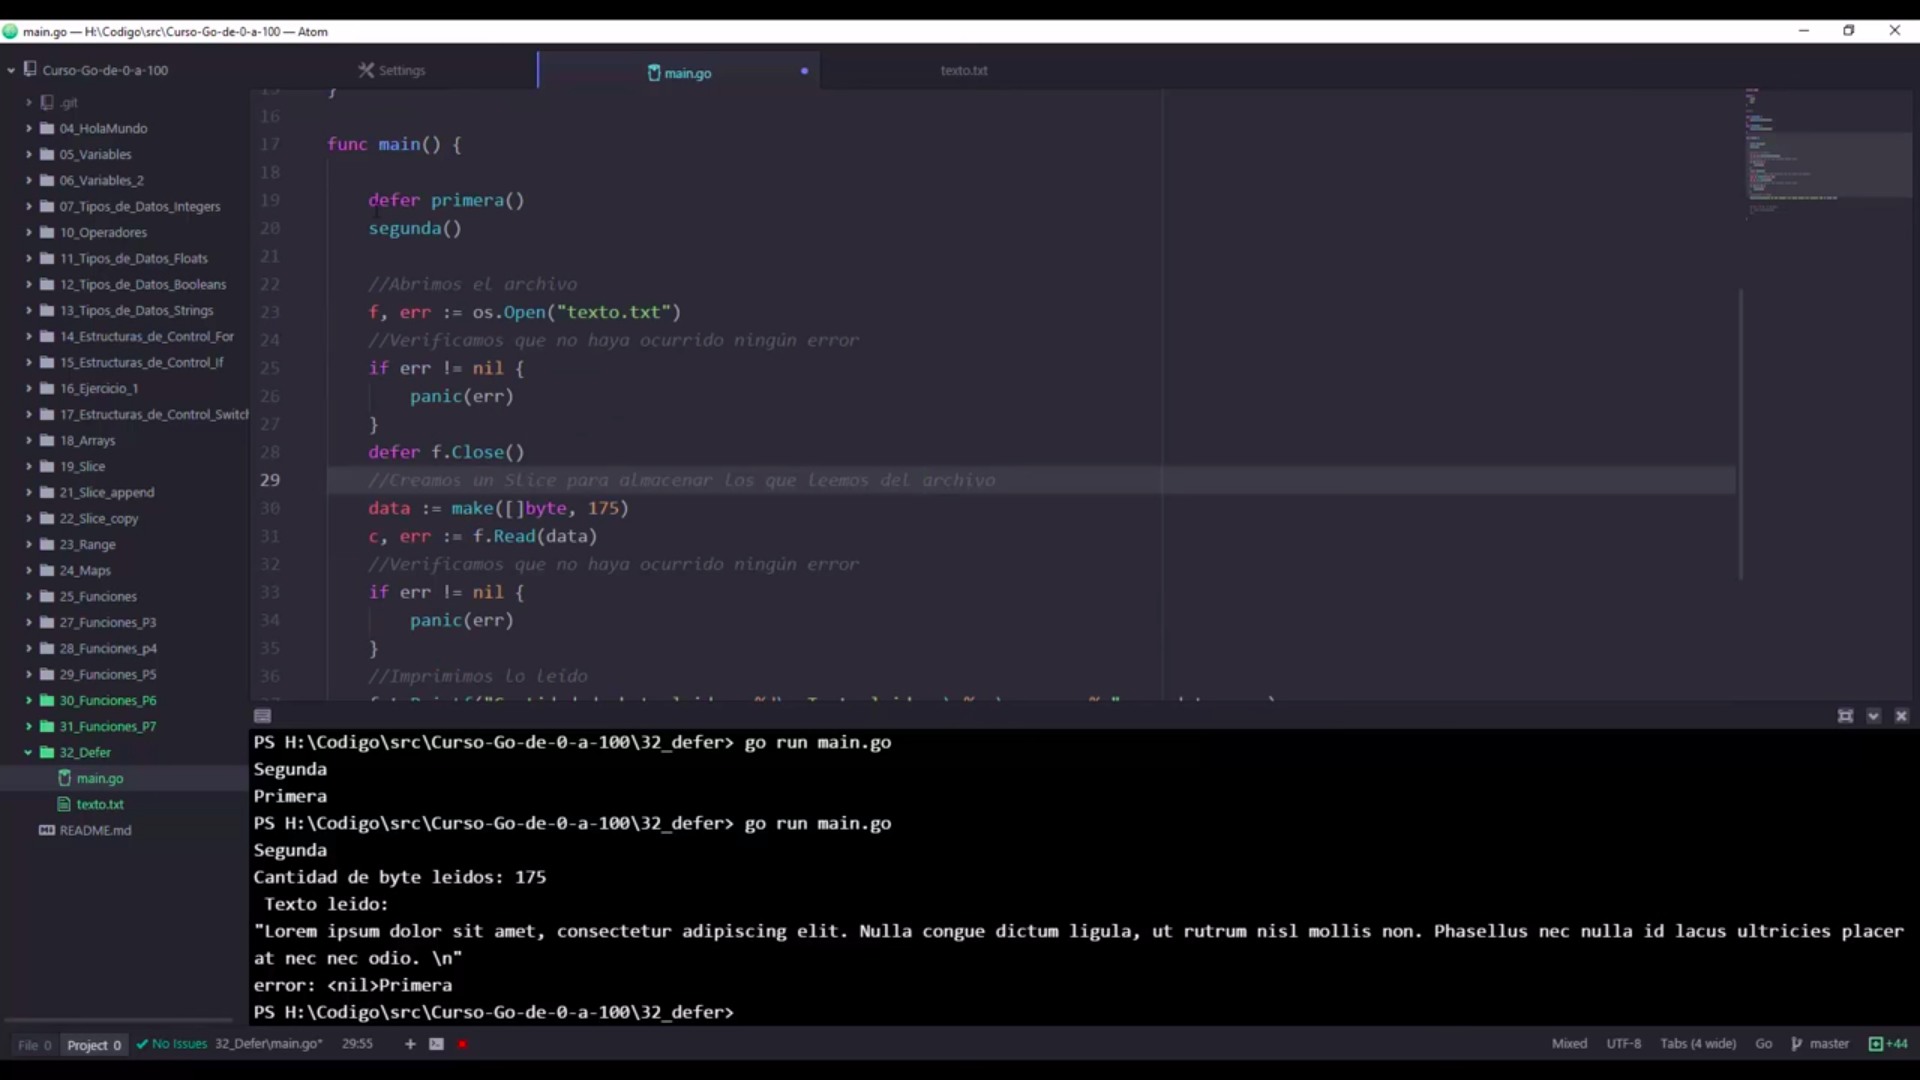 main.go — H:\Codigo\src\Curso-Go-de-0-a-100 — Atom
Curso-Go-de-0-a-100
Settings
main.go
texto.txt
.git
04_HolaMundo
05_Variables
06_Variables_2
07_Tipos_de_Datos_Integers
10_Operadores
11_Tipos_de_Datos_Floats
12_Tipos_de_Datos_Booleans
13_Tipos_de_Datos_Strings
14_Estructuras_de_Control_For
15_Estructuras_de_Control_If
16_Ejercicio_1
17_Estructuras_de_Control_Switch
18_Arrays
19_Slice
21_Slice_append
22_Slice_copy
23_Range
24_Maps
25_Funciones
27_Funciones_P3
28_Funciones_p4
29_Funciones_P5
30_Funciones_P6
31_Funciones_P7
32_Defer
main.go
texto.txt
README.md
15 }
16
17 func main() {
18
19 defer primera()
20 segunda()
21
22 //Abrimos el archivo
23 f, err := os.Open("texto.txt")
24 //Verificamos que no haya ocurrido ningún error
25 if err != nil {
26 panic(err)
27 }
28 defer f.Close()
29 //Creamos un Slice para almacenar los que leemos del archivo
30 data := make([]byte, 175)
31 c, err := f.Read(data)
32 //Verificamos que no haya ocurrido ningún error
33 if err != nil {
34 panic(err)
35 }
36 //Imprimimos lo leído
PS H:\Codigo\src\Curso-Go-de-0-a-100\32_defer> go run main.go
Segunda
Primera
PS H:\Codigo\src\Curso-Go-de-0-a-100\32_defer> go run main.go
Segunda
Cantidad de byte leidos: 175
Texto leido:
"Lorem ipsum dolor sit amet, consectetur adipiscing elit. Nulla congue dictum ligula, ut rutrum nisl mollis non. Phasellus nec nulla id lacus ultricies placer
at nec nec odio. \n"
error: <nil>Primera
PS H:\Codigo\src\Curso-Go-de-0-a-100\32_defer>
File 0 Project 0 No Issues 32_Defer\main.go* 29:55 + Mixed UTF-8 Tabs (4 wide) Go master +44